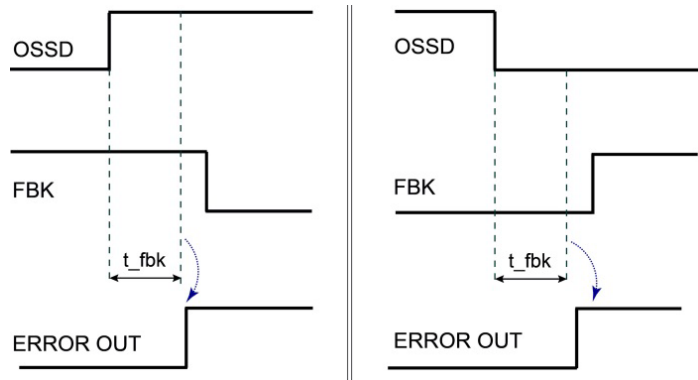 OSSD
FBK
t_fbk
ERROR OUT
OSSD
FBK
t_fbk
ERROR OUT